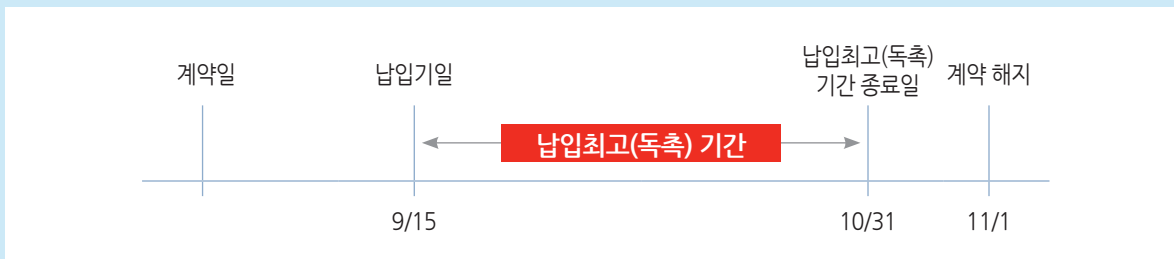 계약일
납입기일
납입최고(독촉)
기간 종료일
계약 해지
납입최고(독촉) 기간
9/15
10/31
11/1